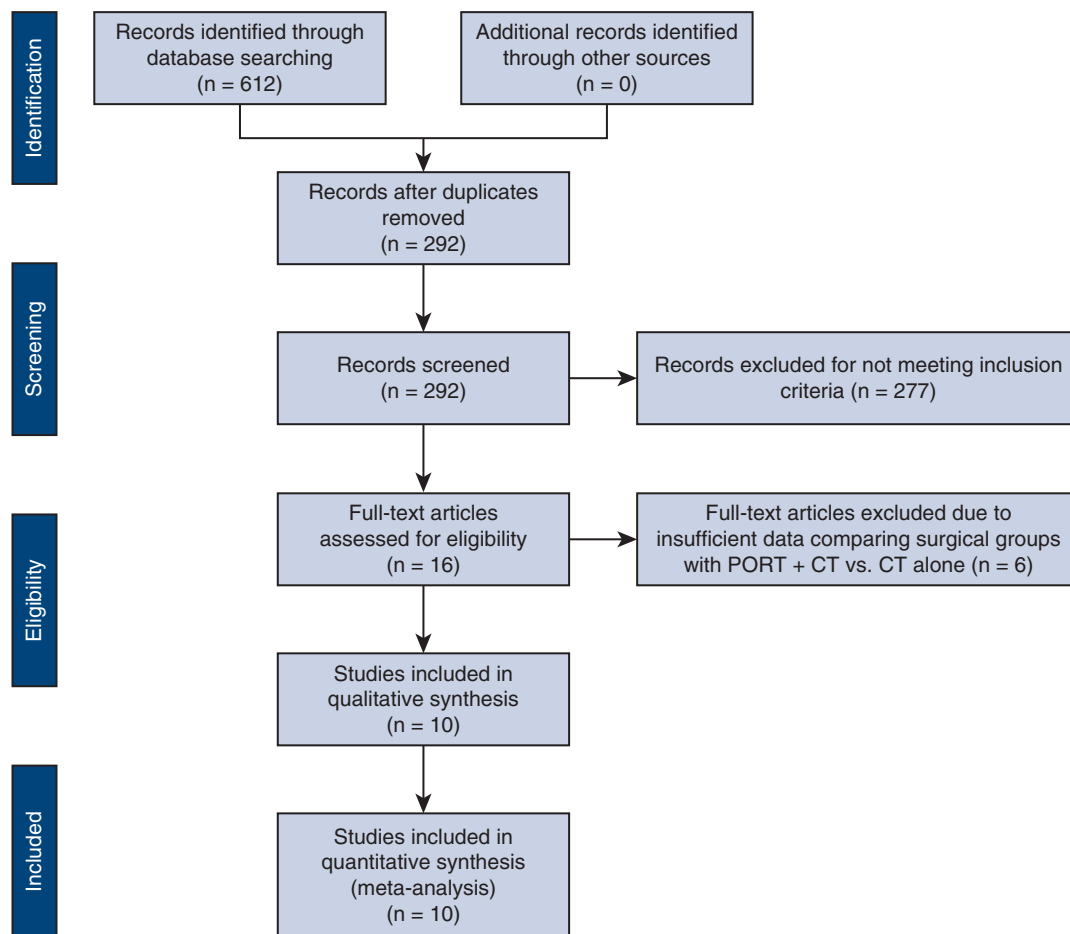 Identification
Records identified through
database searching
(n = 612)
Additional records identified
through other sources
(n = 0)
Records after duplicates
removed
(n = 292)
Screening
Records screened
(n = 292)
Records excluded for not meeting inclusion
criteria (n = 277)
Eligibility
Full-text articles
assessed for eligibility
(n = 16)
Full-text articles excluded due to
insufficient data comparing surgical groups
with PORT + CT vs. CT alone (n = 6)
Studies included in
qualitative synthesis
(n = 10)
Included
Studies included in
quantitative synthesis
(meta-analysis)
(n = 10)